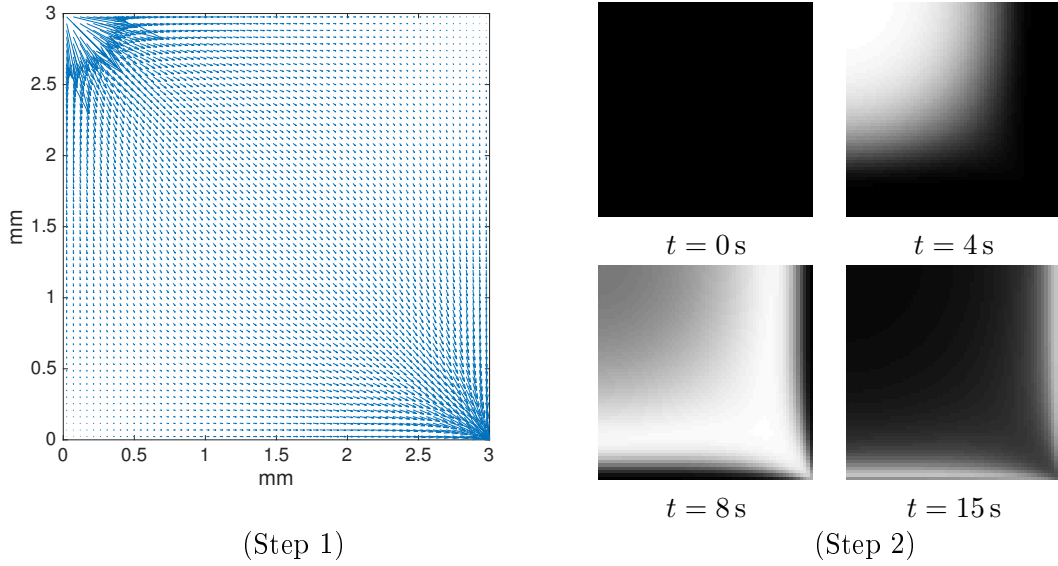 3
2.5
2
1.5
1
0.5
0
mm
0 0.5 1 1.5 2 2.5 3
mm
(Step 1)
t = 0 s
t = 4 s
t = 8 s
t = 15 s
(Step 2)